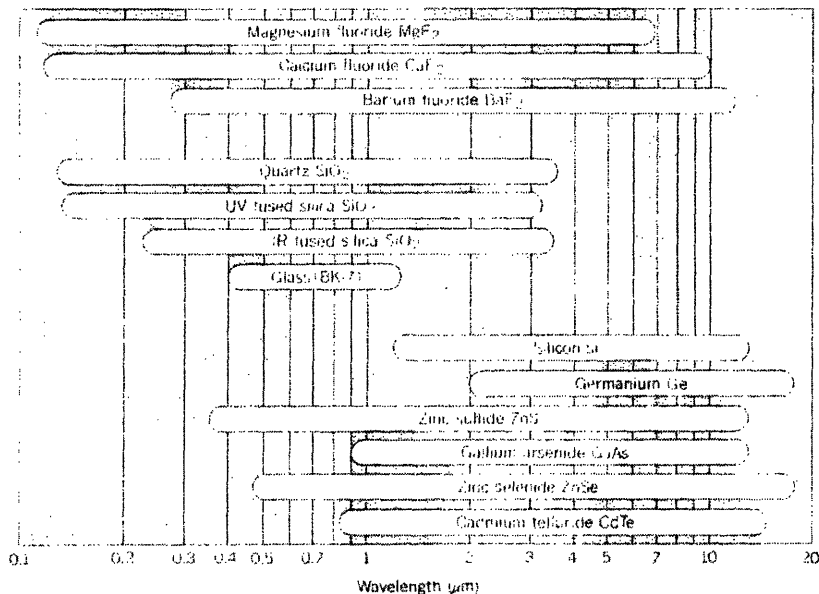 Magnesium fluoride MgF2
Calcium fluoride CaF2
Barium fluoride BaF2
Quartz SiO2
UV fused silica SiO2
IR fused silica SiO2
Glass (BK-7)
Silicon Si
Germanium Ge
Zinc sulfide ZnS
Gallium arsenide GaAs
Zinc selenide ZnSe
Cadmium telluride CdTe
0.1 0.2 0.3 0.4 0.5 0.7 1 2 3 4 5 7 10 20
Wavelength (μm)